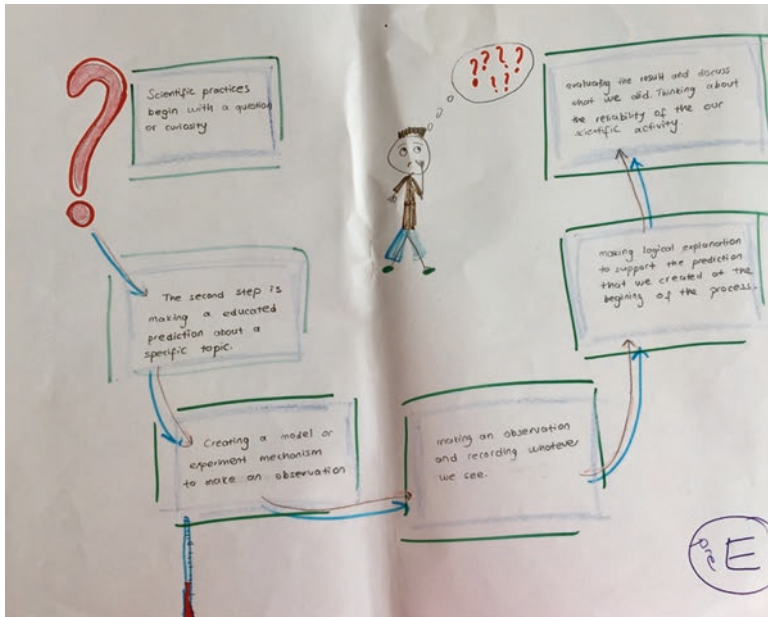 Scientific practices
begin with a question
or curiosity
The second step is
making a educated
prediction about a
specific topic.
Creating a model or
experiment mechanism
to make an observation
making an observation
and recording whatever
we see.
making logical explanation
to support the prediction
that we created at the
begining of the process.
evaluating the result and discuss
what we did. Thinking about
the reliability of the our
scientific activity.
? ? ? ?
? ? ?
?
pre E